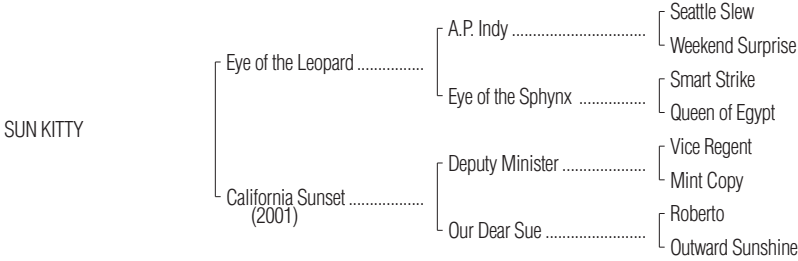 Seattle Slew
A.P. Indy ................................
Weekend Surprise
Eye of the Leopard ................
Smart Strike
Eye of the Sphynx ................
Queen of Egypt
SUN KITTY
Vice Regent
Deputy Minister ....................
Mint Copy
California Sunset ..................
(2001)
Roberto
Our Dear Sue ........................
Outward Sunshine